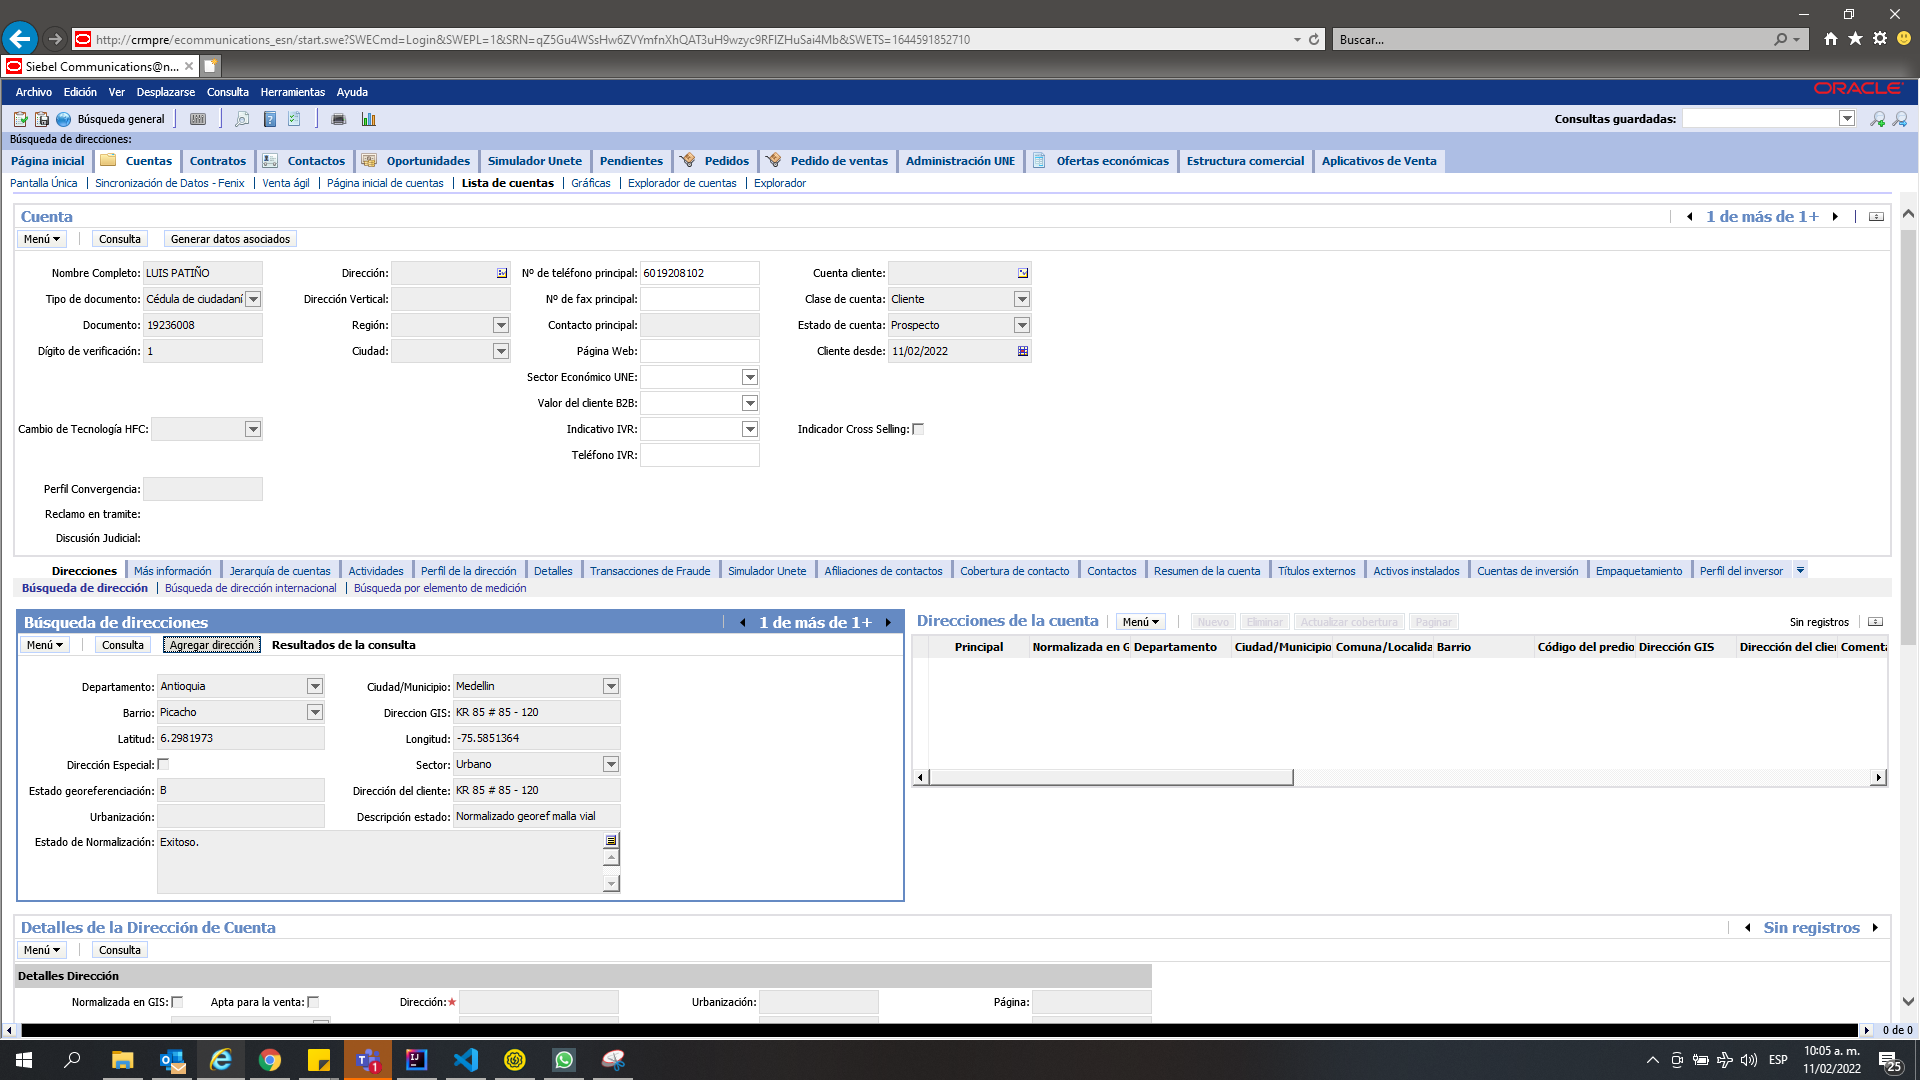 http://crmpre/ecommunications_esn/start.swe?SWECmd=Login&SWEPL=1&SRN=qZ5Gu4WSsHw6ZVYmfnXhQAT3uH9wzyc9RFIZHuSai4Mb&SWETS=1644591852710
Buscar...
Siebel Communications@n...
Archivo Edición Ver Desplazarse Consulta Herramientas Ayuda
ORACLE
Búsqueda general
Consultas guardadas:
Búsqueda de direcciones:
Página inicial Cuentas Contratos Contactos Oportunidades Simulador Unete Pendientes Pedidos Pedido de ventas Administración UNE Ofertas económicas Estructura comercial Aplicativos de Venta
Pantalla Única Sincronización de Datos - Fenix Venta ágil Página inicial de cuentas Lista de cuentas Gráficas Explorador de cuentas Explorador
Cuenta
1 de más de 1+
Menú Consulta Generar datos asociados
Nombre Completo: LUIS PATIÑO Dirección: Nº de teléfono principal: 6019208102 Cuenta cliente:
Tipo de documento: Cédula de ciudadaní Dirección Vertical: Nº de fax principal: Clase de cuenta: Cliente
Documento: 19236008 Región: Contacto principal: Estado de cuenta: Prospecto
Dígito de verificación: 1 Ciudad: Página Web: Cliente desde: 11/02/2022
Sector Económico UNE:
Valor del cliente B2B:
Cambio de Tecnología HFC: Indicativo IVR: Indicador Cross Selling:
Teléfono IVR:
Perfil Convergencia:
Reclamo en tramite:
Discusión Judicial:
Direcciones Más información Jerarquía de cuentas Actividades Perfil de la dirección Detalles Transacciones de Fraude Simulador Unete Afiliaciones de contactos Cobertura de contacto Contactos Resumen de la cuenta Títulos externos Activos instalados Cuentas de inversión Empaquetamiento Perfil del inversor
Búsqueda de dirección Búsqueda de dirección internacional Búsqueda por elemento de medición
Búsqueda de direcciones 1 de más de 1+
Menú Consulta Agregar dirección Resultados de la consulta
Departamento: Antioquia Ciudad/Municipio: Medellin
Barrio: Picacho Direccion GIS: KR 85 # 85 - 120
Latitud: 6.2981973 Longitud: -75.5851364
Dirección Especial: Sector: Urbano
Estado georeferenciación: B Dirección del cliente: KR 85 # 85 - 120
Urbanización: Descripción estado: Normalizado georef malla vial
Estado de Normalización: Exitoso.
Direcciones de la cuenta Menú Nuevo Eliminar Actualizar cobertura Paginar Sin registros
Principal Normalizada en G Departamento Ciudad/Municipio Comuna/Localida Barrio Código del predio Dirección GIS Dirección del clie Comenta
Detalles de la Dirección de Cuenta
Sin registros
Menú Consulta
Detalles Dirección
Normalizada en GIS: Apta para la venta: Dirección:★ Urbanización: Página:
0 de 0
1
ESP
10:05 a. m.
11/02/2022
25